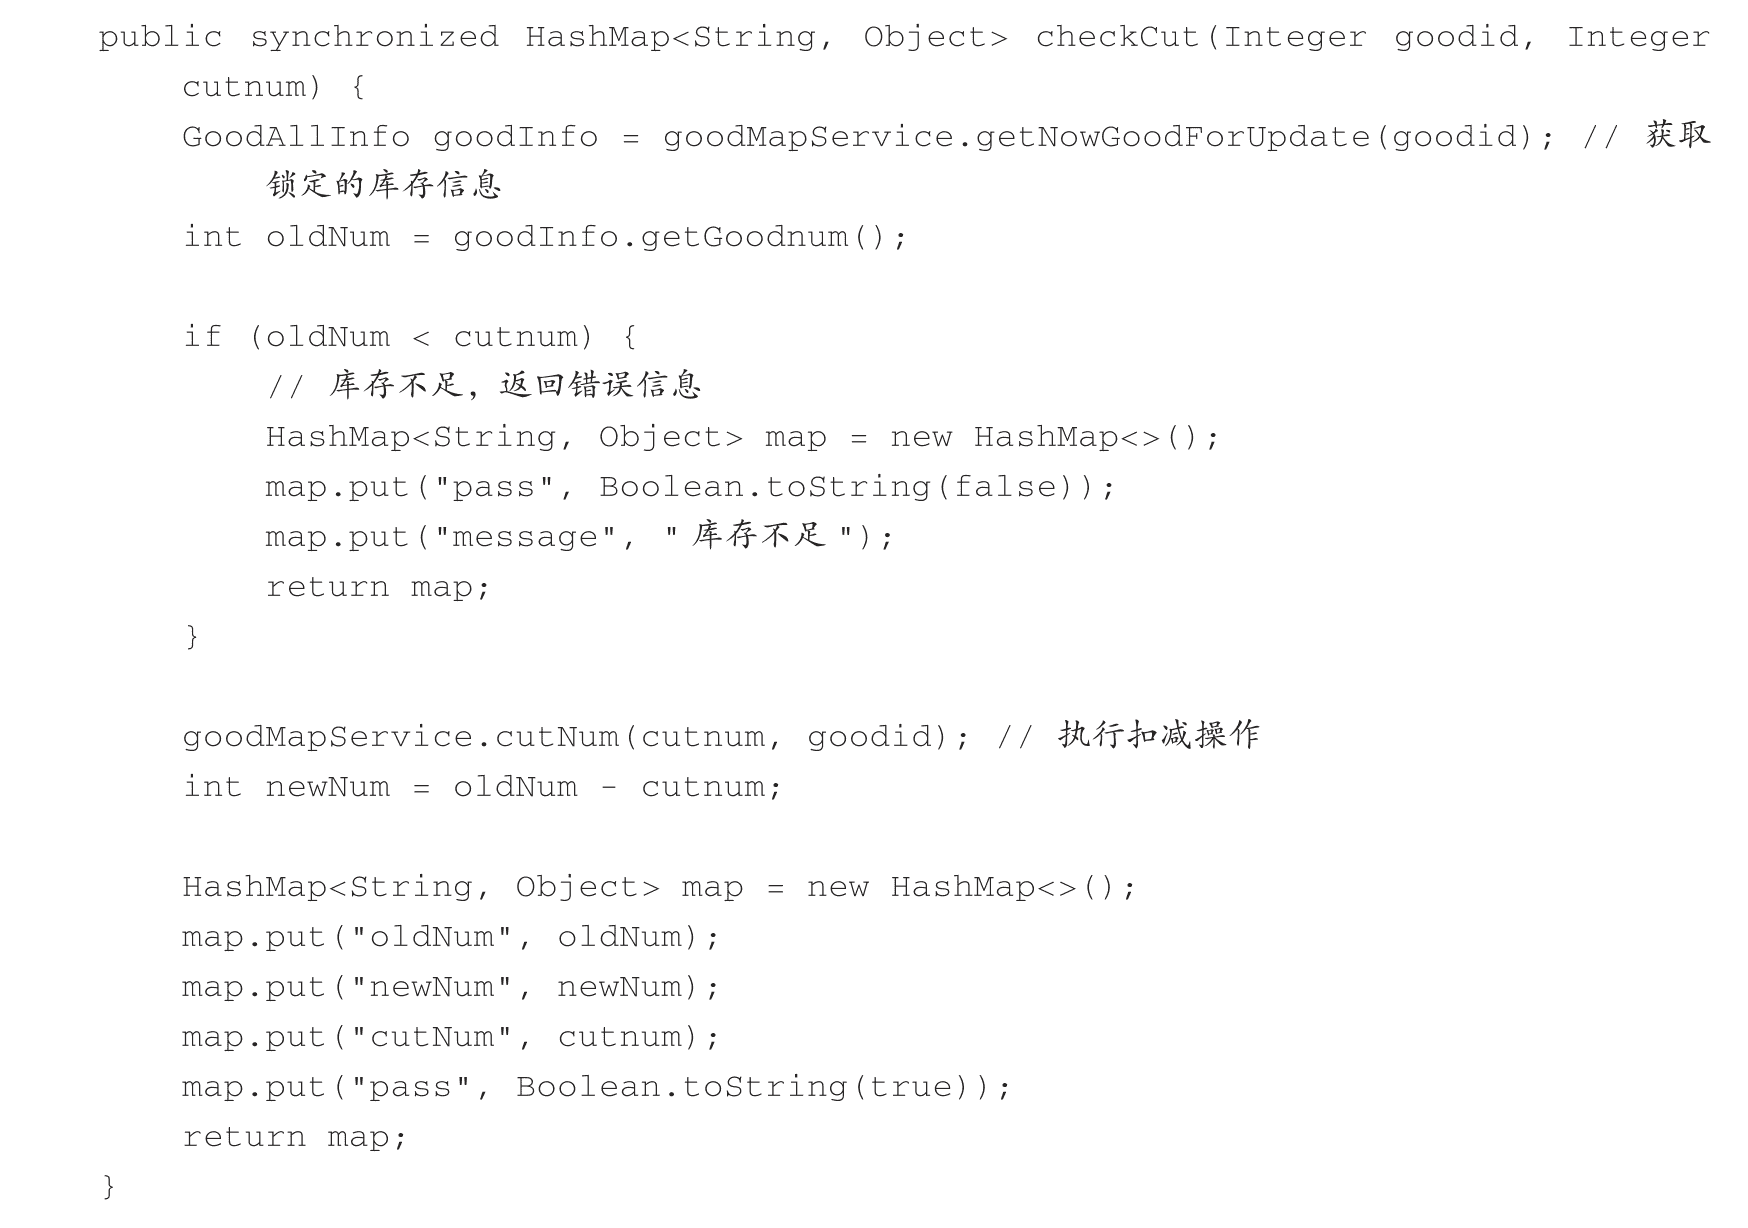 public synchronized HashMap<String, Object> checkCut(Integer goodid, Integer
cutnum) {
GoodAllInfo goodInfo = goodMapService.getNowGoodForUpdate(goodid); // 获取
锁定的库存信息
int oldNum = goodInfo.getGoodnum();
if (oldNum < cutnum) {
// 库存不足，返回错误信息
HashMap<String, Object> map = new HashMap<>();
map.put("pass", Boolean.toString(false));
map.put("message", "库存不足");
return map;
}
goodMapService.cutNum(cutnum, goodid); // 执行扣减操作
int newNum = oldNum - cutnum;
HashMap<String, Object> map = new HashMap<>();
map.put("oldNum", oldNum);
map.put("newNum", newNum);
map.put("cutNum", cutnum);
map.put("pass", Boolean.toString(true));
return map;
}